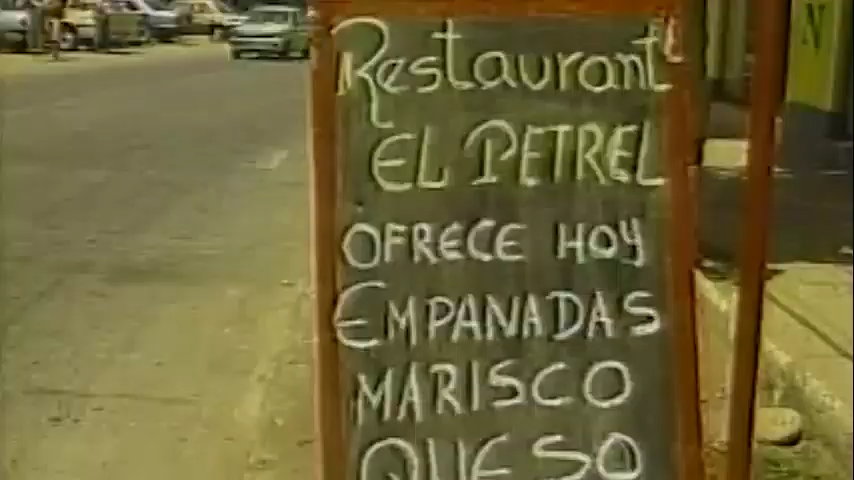 Restaurant
EL PETREL
OFRECE HOY
EMPANADAS
MARISCO
QUESO
N